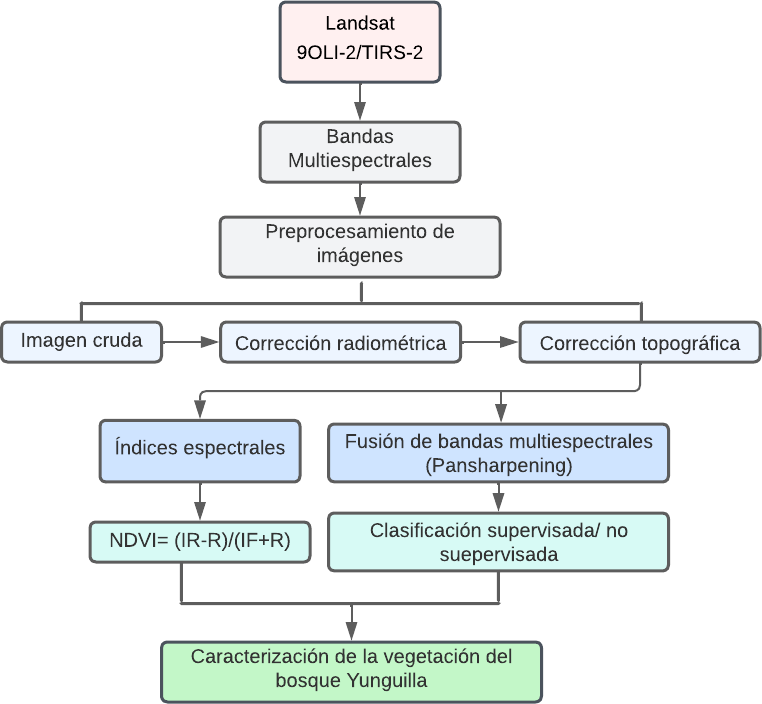 Landsat
9OLI-2/TIRS-2
Bandas
Multiespectrales
Preprocesamiento de
imágenes
Imagen cruda
Corrección radiométrica
Corrección topográfica
Índices espectrales
Fusión de bandas multiespectrales
(Pansharpening)
NDVI= (IR-R)/(IF+R)
Clasificación supervisada/ no
suepervisada
Caracterización de la vegetación del
bosque Yunguilla